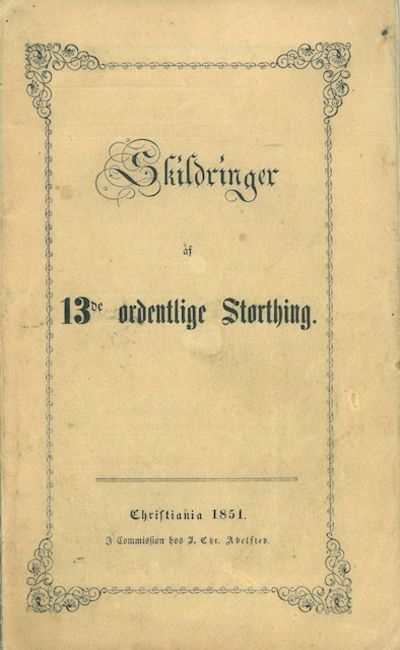 Skildringer
af
13de ordentlige Storthing.
Christiania 1851.
I Commission hos J. Chr. Abelsted.